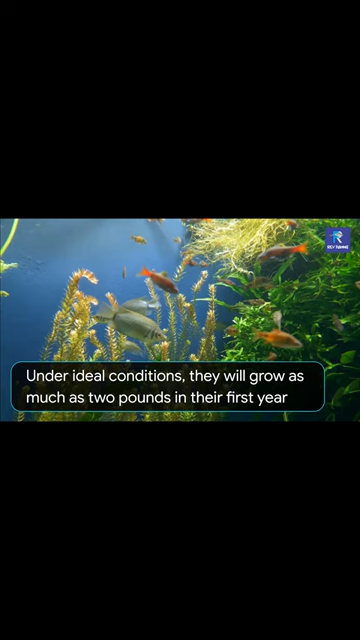 Under ideal conditions, they will grow as
much as two pounds in their first year